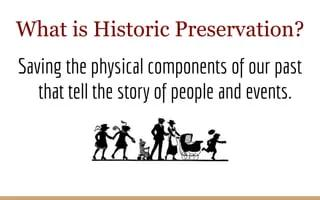 What is Historic Preservation?
Saving the physical components of our past
that tell the story of people and events.